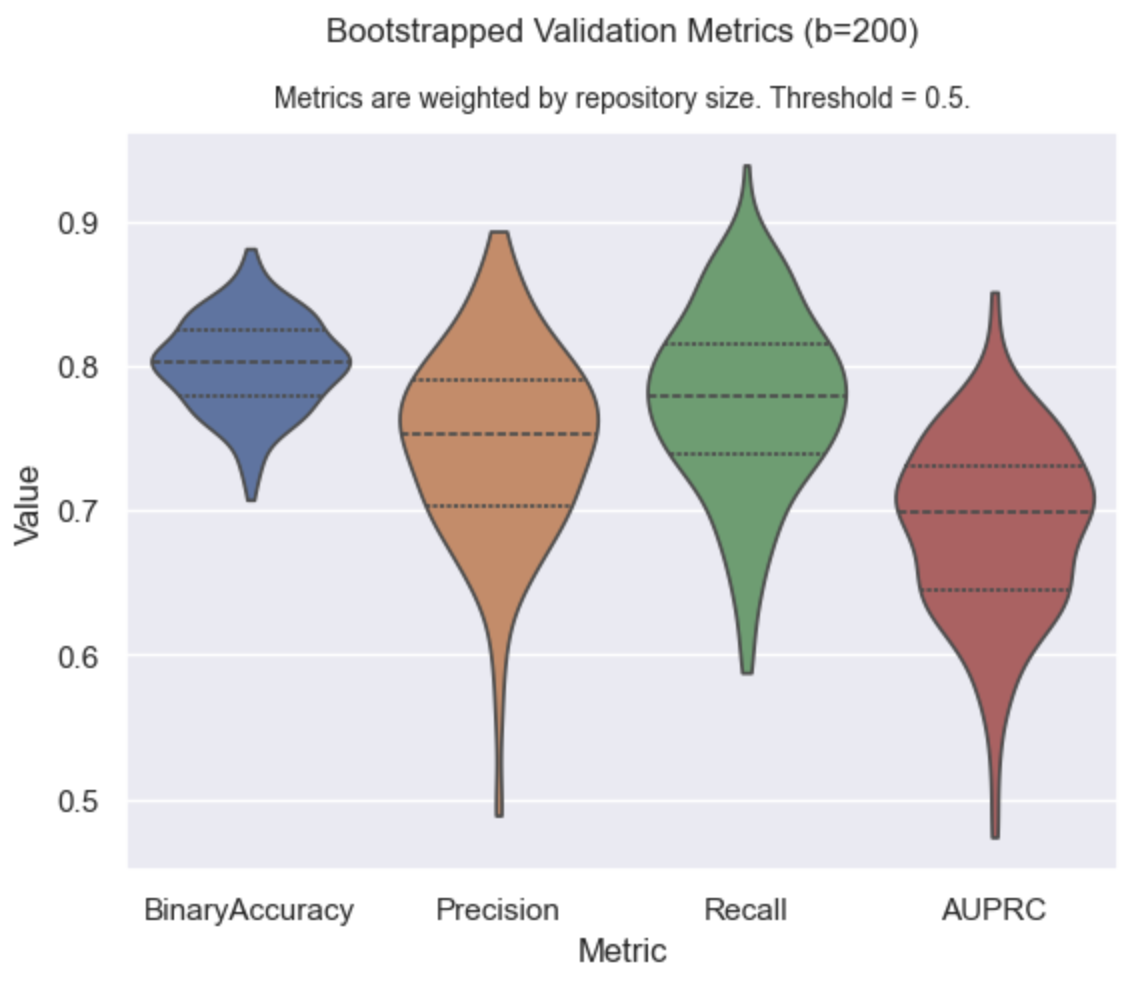 Bootstrapped Validation Metrics (b=200)
Metrics are weighted by repository size. Threshold = 0.5.
0.9
0.8
0.7
0.6
0.5
Value
BinaryAccuracy Precision Recall AUPRC
Metric